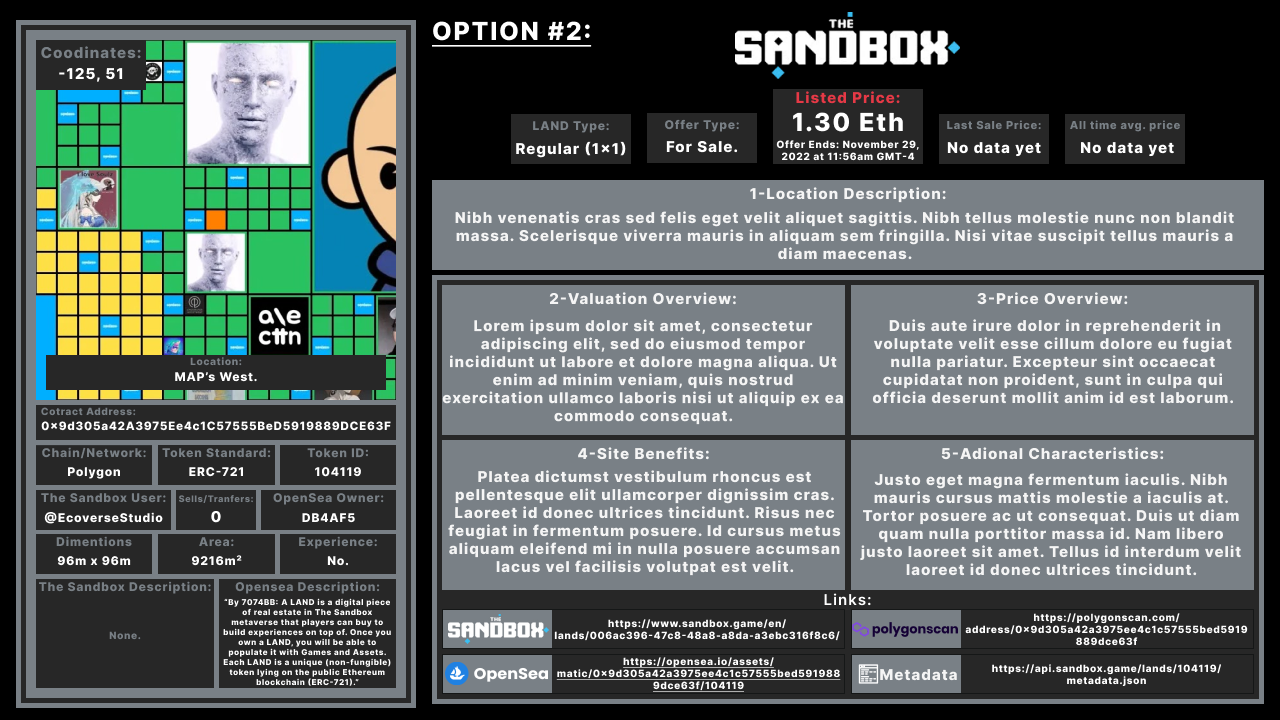 Coodinates:
-125, 51
Location:
MAP's West.
Cotract Address:
0x9d305a42A3975Ee4c1C57555BeD5919889DCE63F
Chain/Network:
Polygon
Token Standard:
ERC-721
Token ID:
104119
The Sandbox User:
@EcoverseStudio
Sells/Tranfers:
0
OpenSea Owner:
DB4AF5
Dimentions
96m x 96m
Area:
9216m²
Experience:
No.
The Sandbox Description:
None.
Opensea Description:
"By 7074BB: A LAND is a digital piece
of real estate in The Sandbox
metaverse that players can buy to
build experiences on top of. Once you
own a LAND, you will be able to
populate it with Games and Assets.
Each LAND is a unique (non-fungible)
token lying on the public Ethereum
blockchain (ERC-721)."
OPTION #2:
THE
SANDBOX
LAND Type:
Regular (1x1)
Offer Type:
For Sale.
Listed Price:
1.30 Eth
Offer Ends: November 29,
2022 at 11:56am GMT-4
Last Sale Price:
No data yet
All time avg. price
No data yet
1-Location Description:
Nibh venenatis cras sed felis eget velit aliquet sagittis. Nibh tellus molestie nunc non blandit
massa. Scelerisque viverra mauris in aliquam sem fringilla. Nisi vitae suscipit tellus mauris a
diam maecenas.
2-Valuation Overview:
Lorem ipsum dolor sit amet, consectetur
adipiscing elit, sed do eiusmod tempor
incididunt ut labore et dolore magna aliqua. Ut
enim ad minim veniam, quis nostrud
exercitation ullamco laboris nisi ut aliquip ex ea
commodo consequat.
3-Price Overview:
Duis aute irure dolor in reprehenderit in
voluptate velit esse cillum dolore eu fugiat
nulla pariatur. Excepteur sint occaecat
cupidatat non proident, sunt in culpa qui
officia deserunt mollit anim id est laborum.
4-Site Benefits:
Platea dictumst vestibulum rhoncus est
pellentesque elit ullamcorper dignissim cras.
Laoreet id donec ultrices tincidunt. Risus nec
feugiat in fermentum posuere. Id cursus metus
aliquam eleifend mi in nulla posuere accumsan
lacus vel facilisis volutpat est velit.
5-Adional Characteristics:
Justo eget magna fermentum iaculis. Nibh
mauris cursus mattis molestie a iaculis at.
Tortor posuere ac ut consequat. Duis ut diam
quam nulla porttitor massa id. Nam libero
justo laoreet sit amet. Tellus id interdum velit
laoreet id donec ultrices tincidunt.
Links:
THE
SANDBOX
https://www.sandbox.game/en/
lands/006ac396-47c8-48a8-a8da-a3ebc316f8c6/
polygonscan
https://polygonscan.com/
address/0x9d305a42a3975ee4c1c57555bed5919
889dce63f
OpenSea
https://opensea.io/assets/
matic/0x9d305a42a3975ee4c1c57555bed591988
9dce63f/104119
Metadata
https://api.sandbox.game/lands/104119/
metadata.json